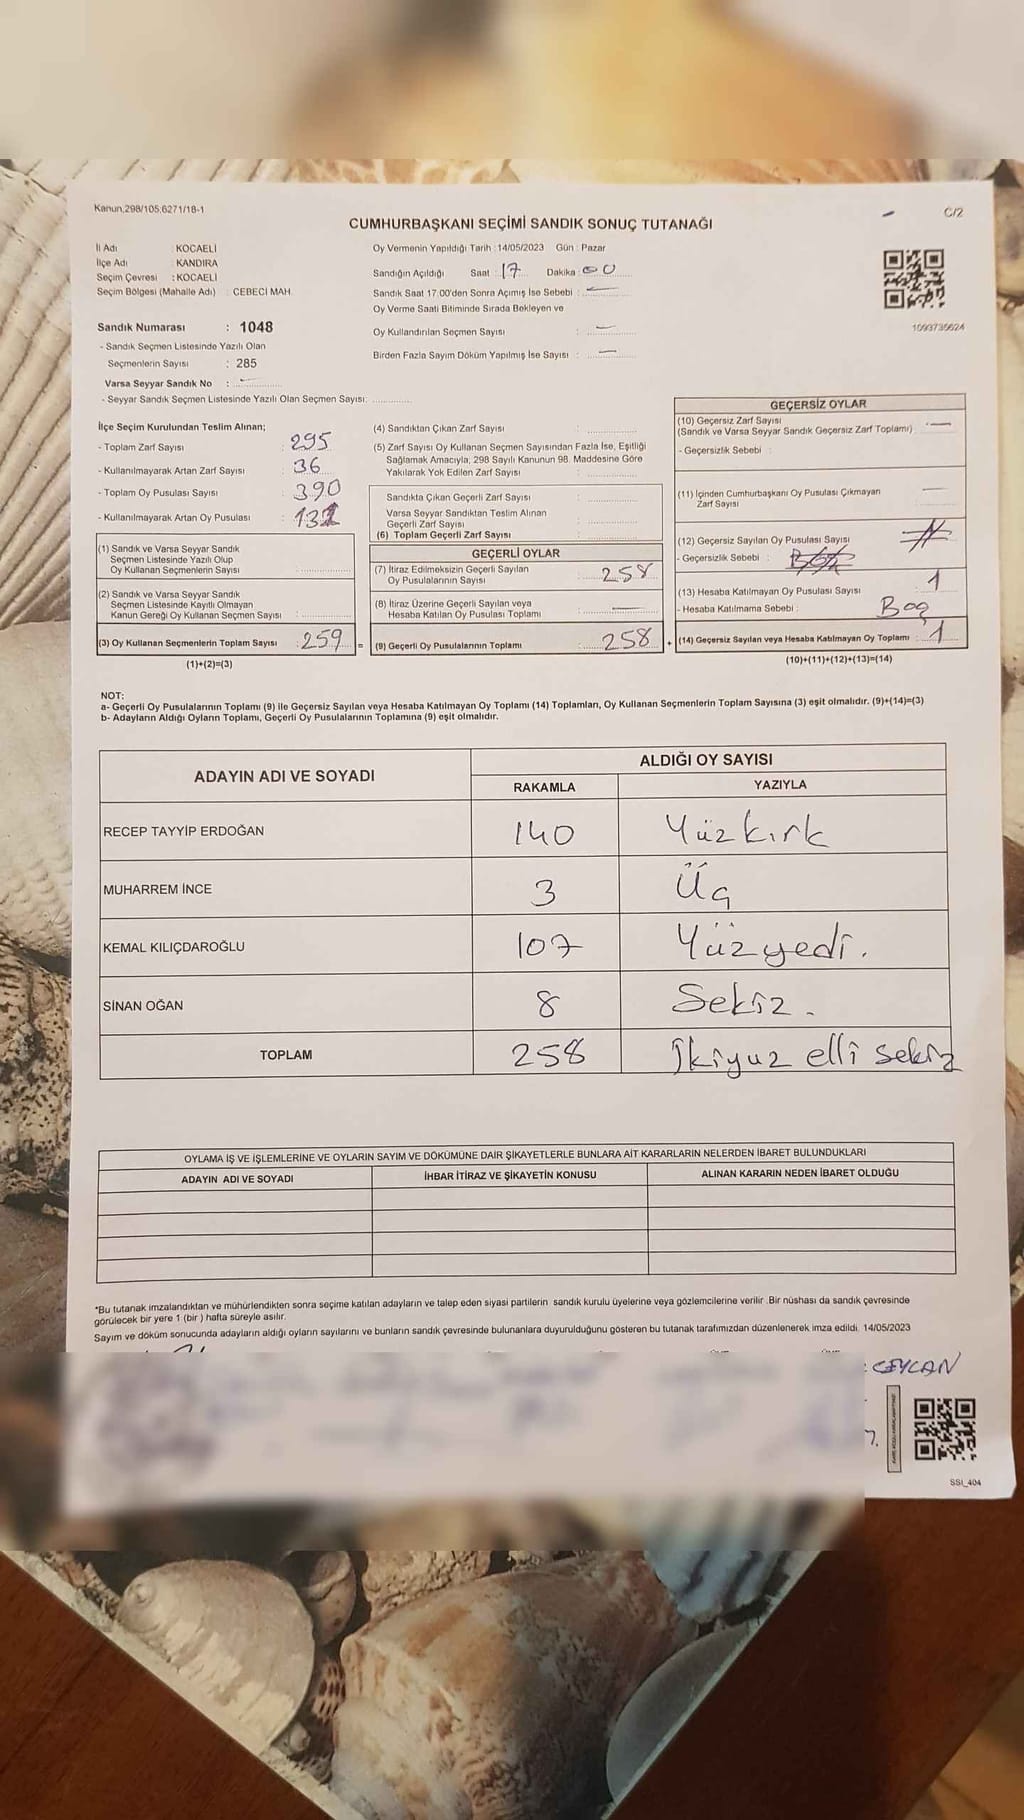 Kanun,298/105;6271/18-1
C/2
CUMHURBAŞKANI SEÇİMİ SANDIK SONUÇ TUTANAĞI
İl Adı : KOCAELİ
İlçe Adı : KANDIRA
Seçim Çevresi : KOCAELİ
Seçim Bölgesi (Mahalle Adı) : CEBECİ MAH.
Oy Vermenin Yapıldığı Tarih :14/05/2023 Gün : Pazar
Sandığın Açıldığı Saat : 17 Dakika : 00
Sandık Saat 17.00'den Sonra Açımış İse Sebebi : —
Oy Verme Saati Bitiminde Sırada Bekleyen ve
Oy Kullandırılan Seçmen Sayısı : —
Birden Fazla Sayım Döküm Yapılmış İse Sayısı : —
1093735624
Sandık Numarası : 1048
- Sandık Seçmen Listesinde Yazılı Olan
Seçmenlerin Sayısı : 285
Varsa Seyyar Sandık No : —
- Seyyar Sandık Seçmen Listesinde Yazılı Olan Seçmen Sayısı:
İlçe Seçim Kurulundan Teslim Alınan;
- Toplam Zarf Sayısı : 295
- Kullanılmayarak Artan Zarf Sayısı : 36
- Toplam Oy Pusulası Sayısı : 390
- Kullanılmayarak Artan Oy Pusulası :
(1) Sandık ve Varsa Seyyar Sandık
Seçmen Listesinde Yazılı Olup
Oy Kullanan Seçmenlerin Sayısı :
(2) Sandık ve Varsa Seyyar Sandık
Seçmen Listesinde Kayıtlı Olmayan
Kanun Gereği Oy Kullanan Seçmen Sayısı :
(3) Oy Kullanan Seçmenlerin Toplam Sayısı : 259 =
(1)+(2)=(3)
(4) Sandıktan Çıkan Zarf Sayısı :
(5) Zarf Sayısı Oy Kullanan Seçmen Sayısından Fazla İse, Eşitliği
Sağlamak Amacıyla, 298 Sayılı Kanunun 98. Maddesine Göre
Yakılarak Yok Edilen Zarf Sayısı :
Sandıkta Çıkan Geçerli Zarf Sayısı :
Varsa Seyyar Sandıktan Teslim Alınan
Geçerli Zarf Sayısı :
(6) Toplam Geçerli Zarf Sayısı :
GEÇERLİ OYLAR
(7) İtiraz Edilmeksizin Geçerli Sayılan
Oy Pusulalarının Sayısı : 258
(8) İtiraz Üzerine Geçerli Sayılan veya
Hesaba Katılan Oy Pusulaları Toplamı : —
(9) Geçerli Oy Pusulalarının Toplamı : 258 +
GEÇERSİZ OYLAR
(10) Geçersiz Zarf Sayısı
(Sandık ve Varsa Seyyar Sandık Geçersiz Zarf Toplamı) : —
- Geçersizlik Sebebi :
(11) İçinden Cumhurbaşkanı Oy Pusulası Çıkmayan
Zarf Sayısı : —
(12) Geçersiz Sayılan Oy Pusulası Sayısı
- Geçersizlik Sebebi :
(13) Hesaba Katılmayan Oy Pusulası Sayısı : 1
- Hesaba Katılmama Sebebi : Boş
(14) Geçersiz Sayılan veya Hesaba Katılmayan Oy Toplamı : 1
(10)+(11)+(12)+(13)=(14)
NOT:
a- Geçerli Oy Pusulalarının Toplamı (9) ile Geçersiz Sayılan veya Hesaba Katılmayan Oy Toplamı (14) Toplamları, Oy Kullanan Seçmenlerin Toplam Sayısına (3) eşit olmalıdır. (9)+(14)=(3)
b- Adayların Aldığı Oyların Toplamı, Geçerli Oy Pusulalarının Toplamına (9) eşit olmalıdır.
ADAYIN ADI VE SOYADI ALDIĞI OY SAYISI
RAKAMLA YAZIYLA
RECEP TAYYİP ERDOĞAN 140 Yüzkırk
MUHARREM İNCE 3 Üç
KEMAL KILIÇDAROĞLU 107 Yüzyedi.
SİNAN OĞAN 8 Sekiz.
TOPLAM 258 İkiyuz elli sekiz
OYLAMA İŞ VE İŞLEMLERİNE VE OYLARIN SAYIM VE DÖKÜMÜNE DAİR ŞİKAYETLERLE BUNLARA AİT KARARLARIN NELERDEN İBARET BULUNDUKLARI
ADAYIN ADI VE SOYADI İHBAR İTİRAZ VE ŞİKAYETİN KONUSU ALINAN KARARIN NEDEN İBARET OLDUĞU
*Bu tutanak imzalandıktan ve mühürlendikten sonra seçime katılan adayların ve talep eden siyasi partilerin sandık kurulu üyelerine veya gözlemcilerine verilir .Bir nüshası da sandık çevresinde
görülecek bir yere 1 (bir ) hafta süreyle asılır.
Sayım ve döküm sonucunda adayların aldığı oyların sayılarını ve bunların sandık çevresinde bulunanlara duyurulduğunu gösteren bu tutanak tarafımızdan düzenlenerek imza edildi. 14/05/2023
: CEYLAN
SSİ_404